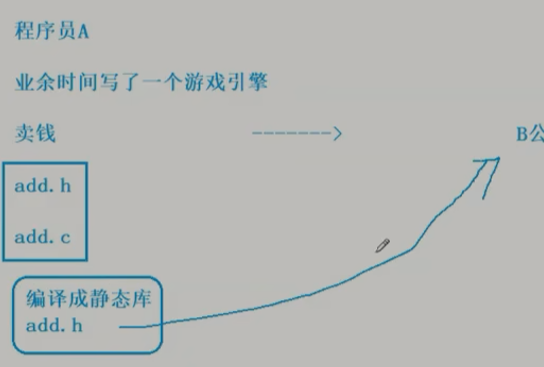 程序员A
业余时间写了一个游戏引擎
卖钱 -------> B公
add.h
add.c
编译成静态库
add.h